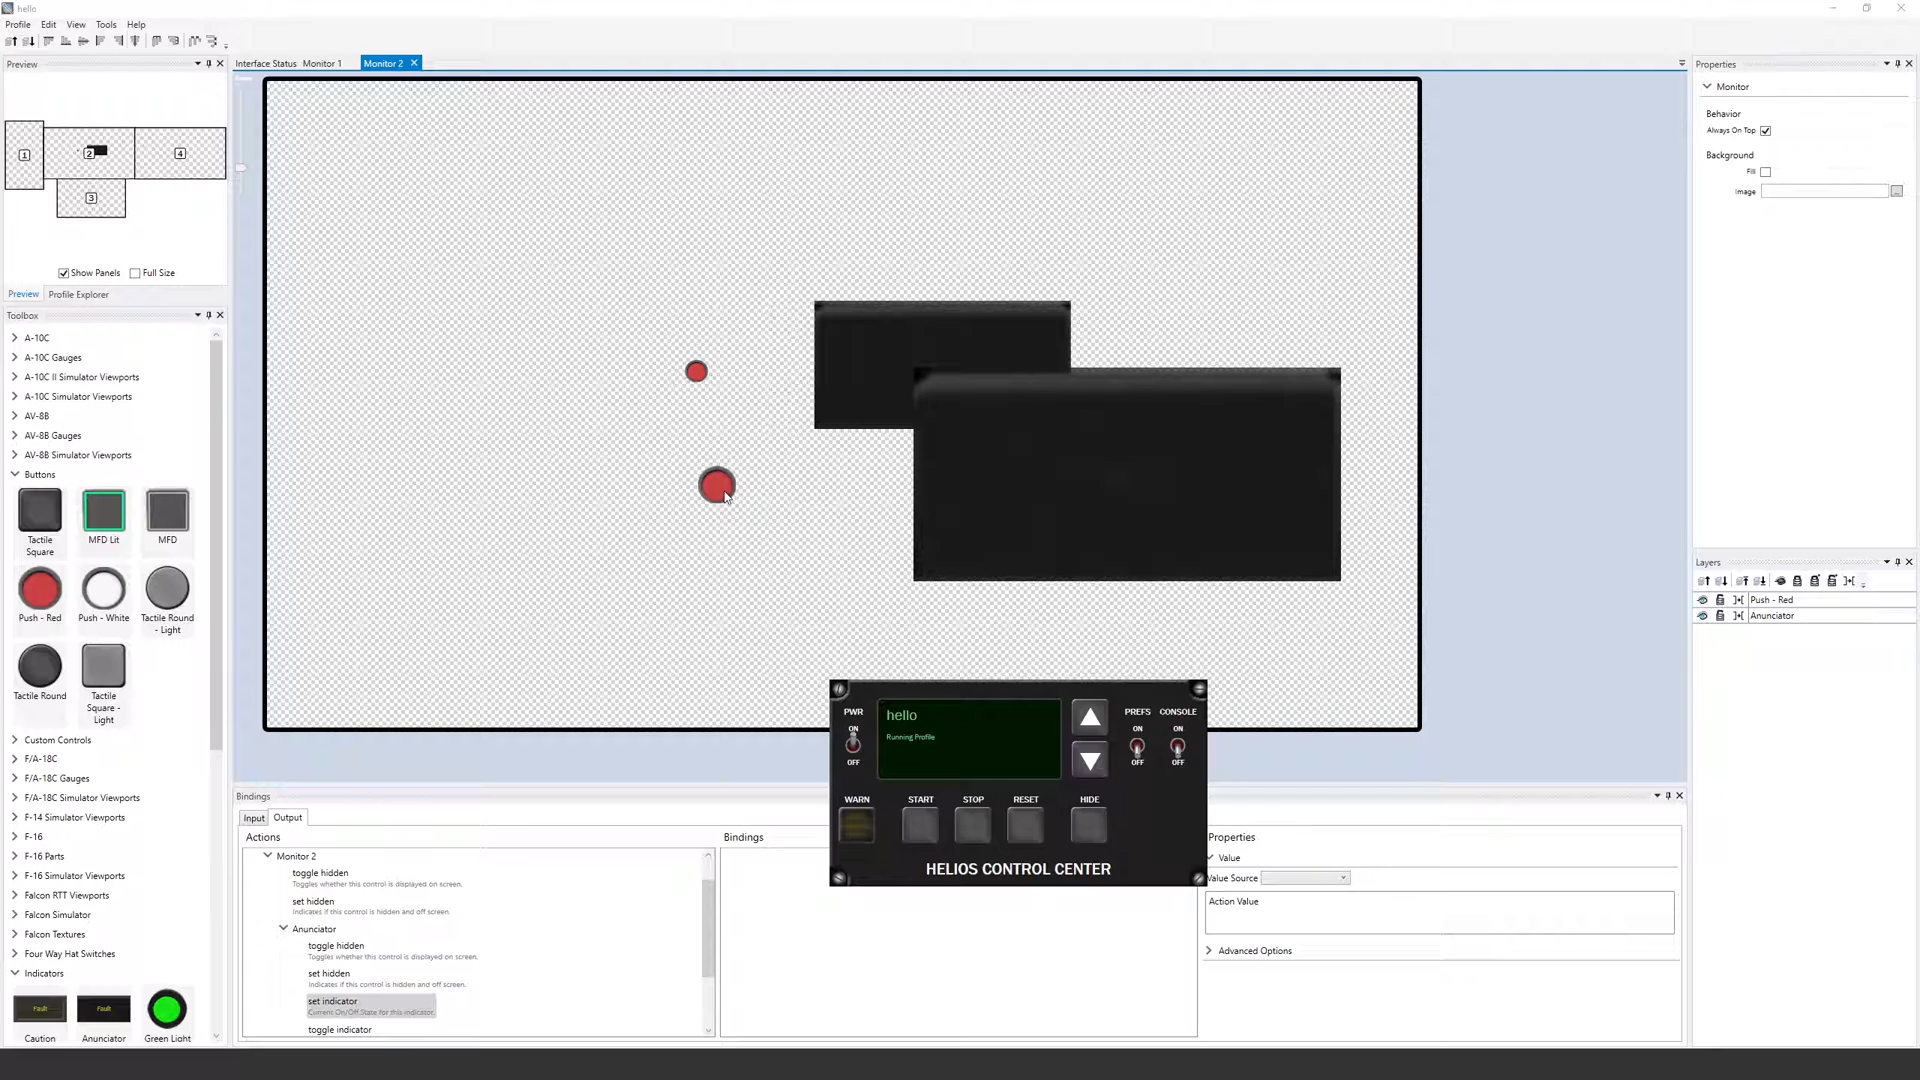 hello
Profile Edit View Tools Help
Preview
1
2
4
3
Show Panels Full Size
Preview Profile Explorer
Toolbox
A-10C
A-10C Gauges
A-10C II Simulator Viewports
A-10C Simulator Viewports
AV-8B
AV-8B Gauges
AV-8B Simulator Viewports
Buttons
Tactile Square
MFD Lit
MFD
Push - Red
Push - White
Tactile Round - Light
Tactile Round
Tactile Square - Light
Custom Controls
F/A-18C
F/A-18C Gauges
F/A-18C Simulator Viewports
F-14 Simulator Viewports
F-16
F-16 Parts
F-16 Simulator Viewports
Falcon RTT Viewports
Falcon Simulator
Falcon Textures
Four Way Hat Switches
Indicators
Fault
Fault
Caution
Anunciator
Green Light
Interface Status Monitor 1 Monitor 2
PWR
ON
OFF
hello
Running Profile
PREFS CONSOLE
ON ON
OFF OFF
WARN START STOP RESET HIDE
HELIOS CONTROL CENTER
Bindings
Input Output
Actions
Monitor 2
toggle hidden
Toggles whether this control is displayed on screen.
set hidden
Indicates if this control is hidden and off screen.
Anunciator
toggle hidden
Toggles whether this control is displayed on screen.
set hidden
Indicates if this control is hidden and off screen.
set indicator
Current On/Off State for this indicator.
toggle indicator
Bindings
Properties
Value
Value Source
Action Value
Advanced Options
Properties
Monitor
Behavior
Always On Top
Background
Fill
Image
Layers
Push - Red
Anunciator